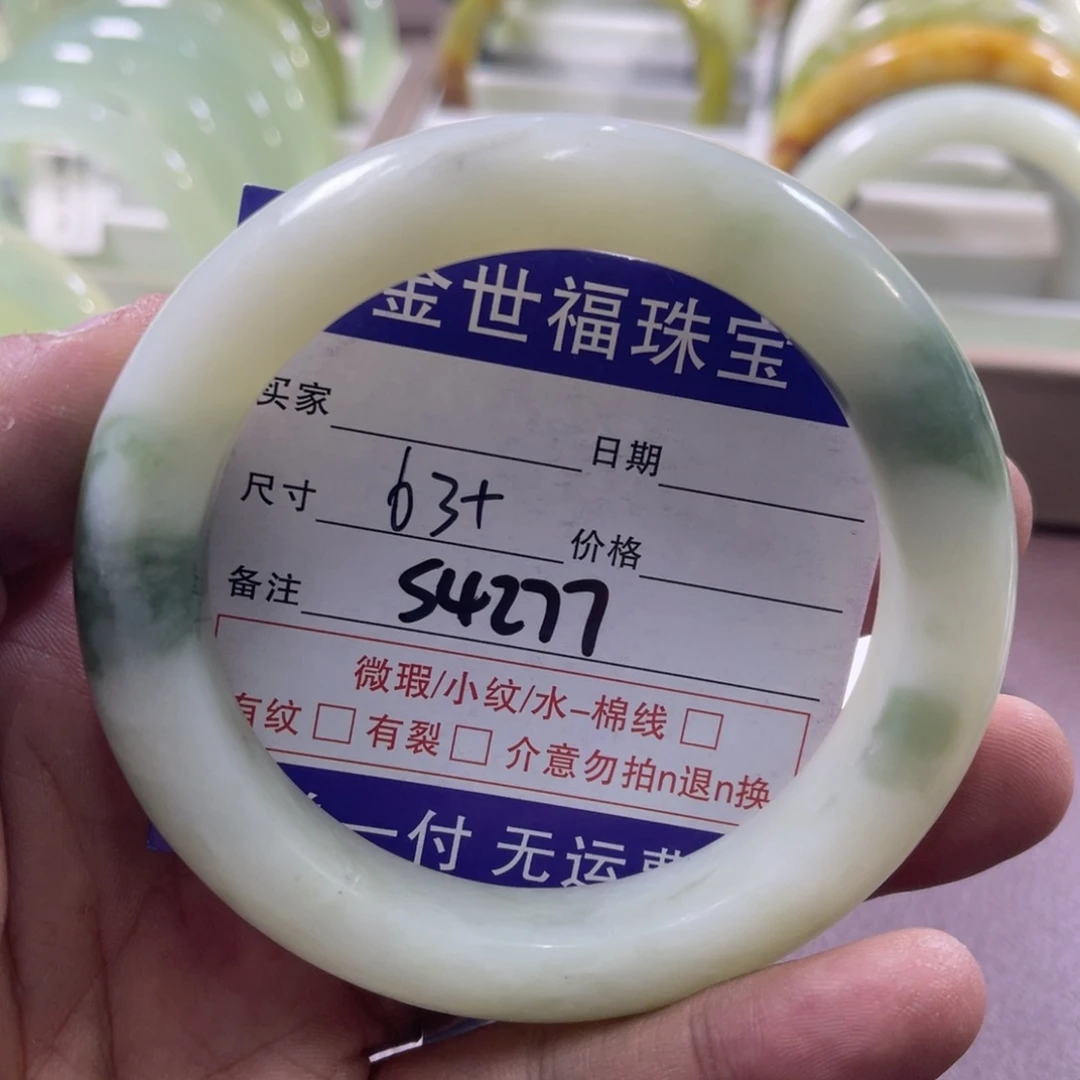 金世福珠宝
买家 日期
尺寸 63+ 价格
备注 S4277
微瑕/小纹/水-棉线 □
有纹 □ 有裂 □ 介意勿拍n退n换
一付 无运费